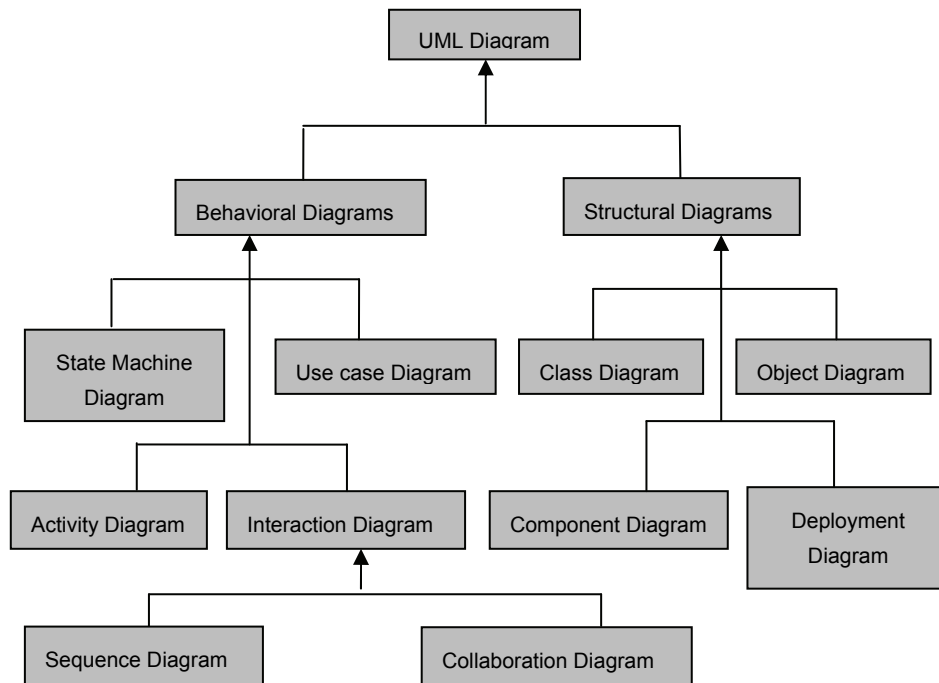 UML Diagram
Behavioral Diagrams
Structural Diagrams
State Machine
Diagram
Use case Diagram
Class Diagram
Object Diagram
Activity Diagram
Interaction Diagram
Component Diagram
Deployment
Diagram
Sequence Diagram
Collaboration Diagram